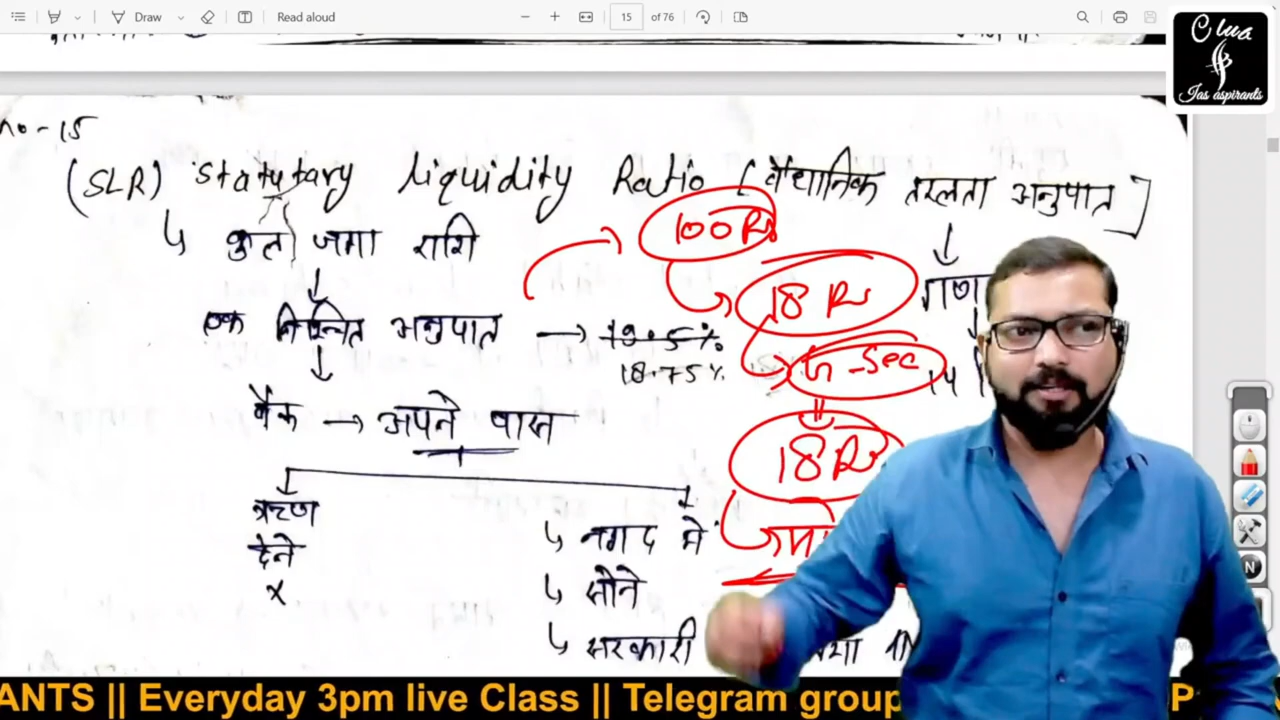 Draw
Read aloud
15 of 76
Clue
Ias aspirants
no-15
(SLR) Statutary liquidity Ratio [वैधानिक तरलता अनुपात]
↳ कुल जमा राशि
100 Rs
18 Rs
एक निश्चित अनुपात → 19.5%
18.75%
G-Sec
बैंक → अपने पास
18 Rs
ऋण
देने
x
↳ नगद में
↳ सोने
↳ सरकारी
ANTS || Everyday 3pm live Class || Telegram group